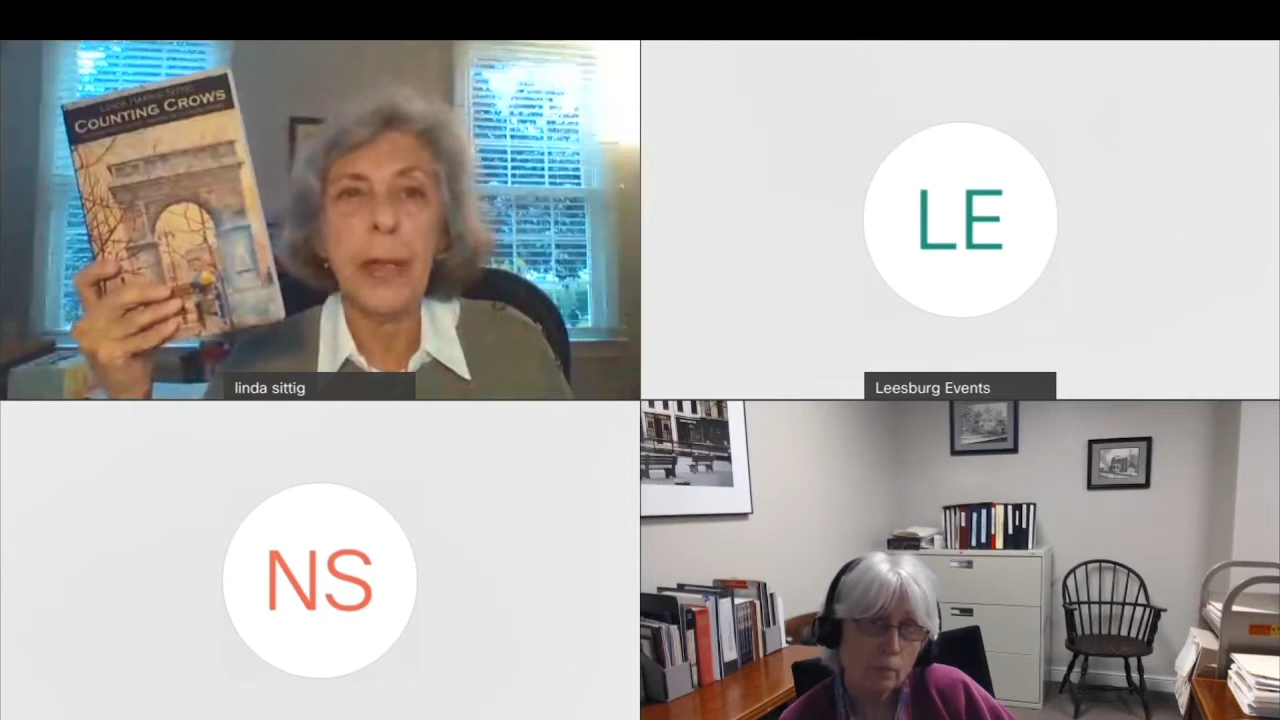 LINDA HARRIS SITTIG
COUNTING CROWS
linda sittig
LE
Leesburg Events
NS